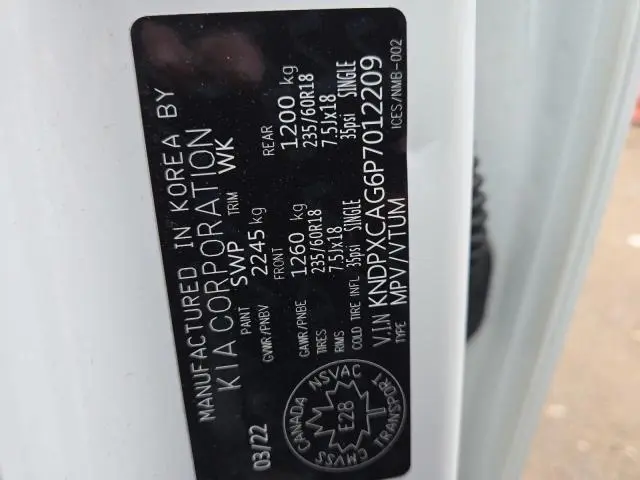 MANUFACTURED IN KOREA BY
KIA CORPORATION
PAINT SWP TRIM WK
GVWR/PNBV 2245 kg
FRONT REAR
GAWR/PNBE 1260 kg 1200 kg
TIRES 235/60R18 235/60R18
RIMS 7.5Jx18 7.5Jx18
COLD TIRE INFL 35psi SINGLE 35psi SINGLE
V.I.N KNDPXCAG6P7012209
TYPE MPV/VTUM ICES/NMB-002
03/22
CANADA NSVAC
E28
CMVSS TRANSPORT